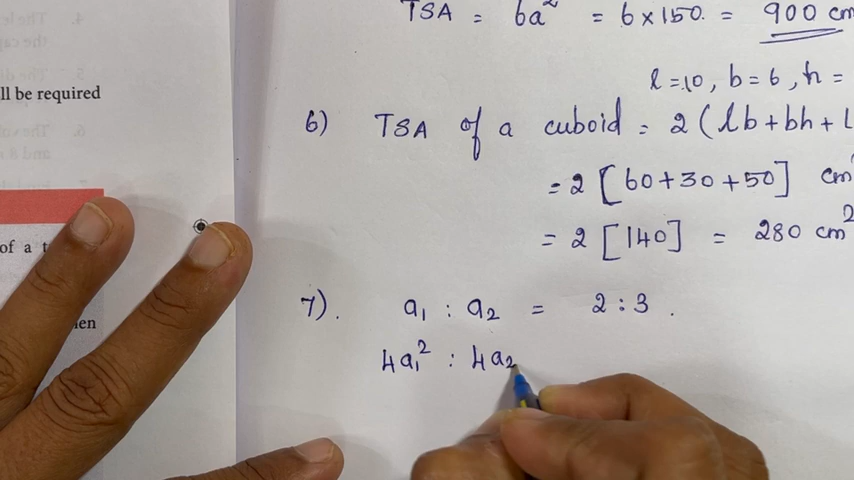 TSA = 6a² = 6 × 150. = 900 cm
l = 10, b = 6, h =
6) TSA of a cuboid = 2 (lb + bh + l
= 2 [60 + 30 + 50] cm
= 2 [140] = 280 cm²
7). a₁ : a₂ = 2 : 3 .
4a₁² : 4a₂
ll be required
of a t
en